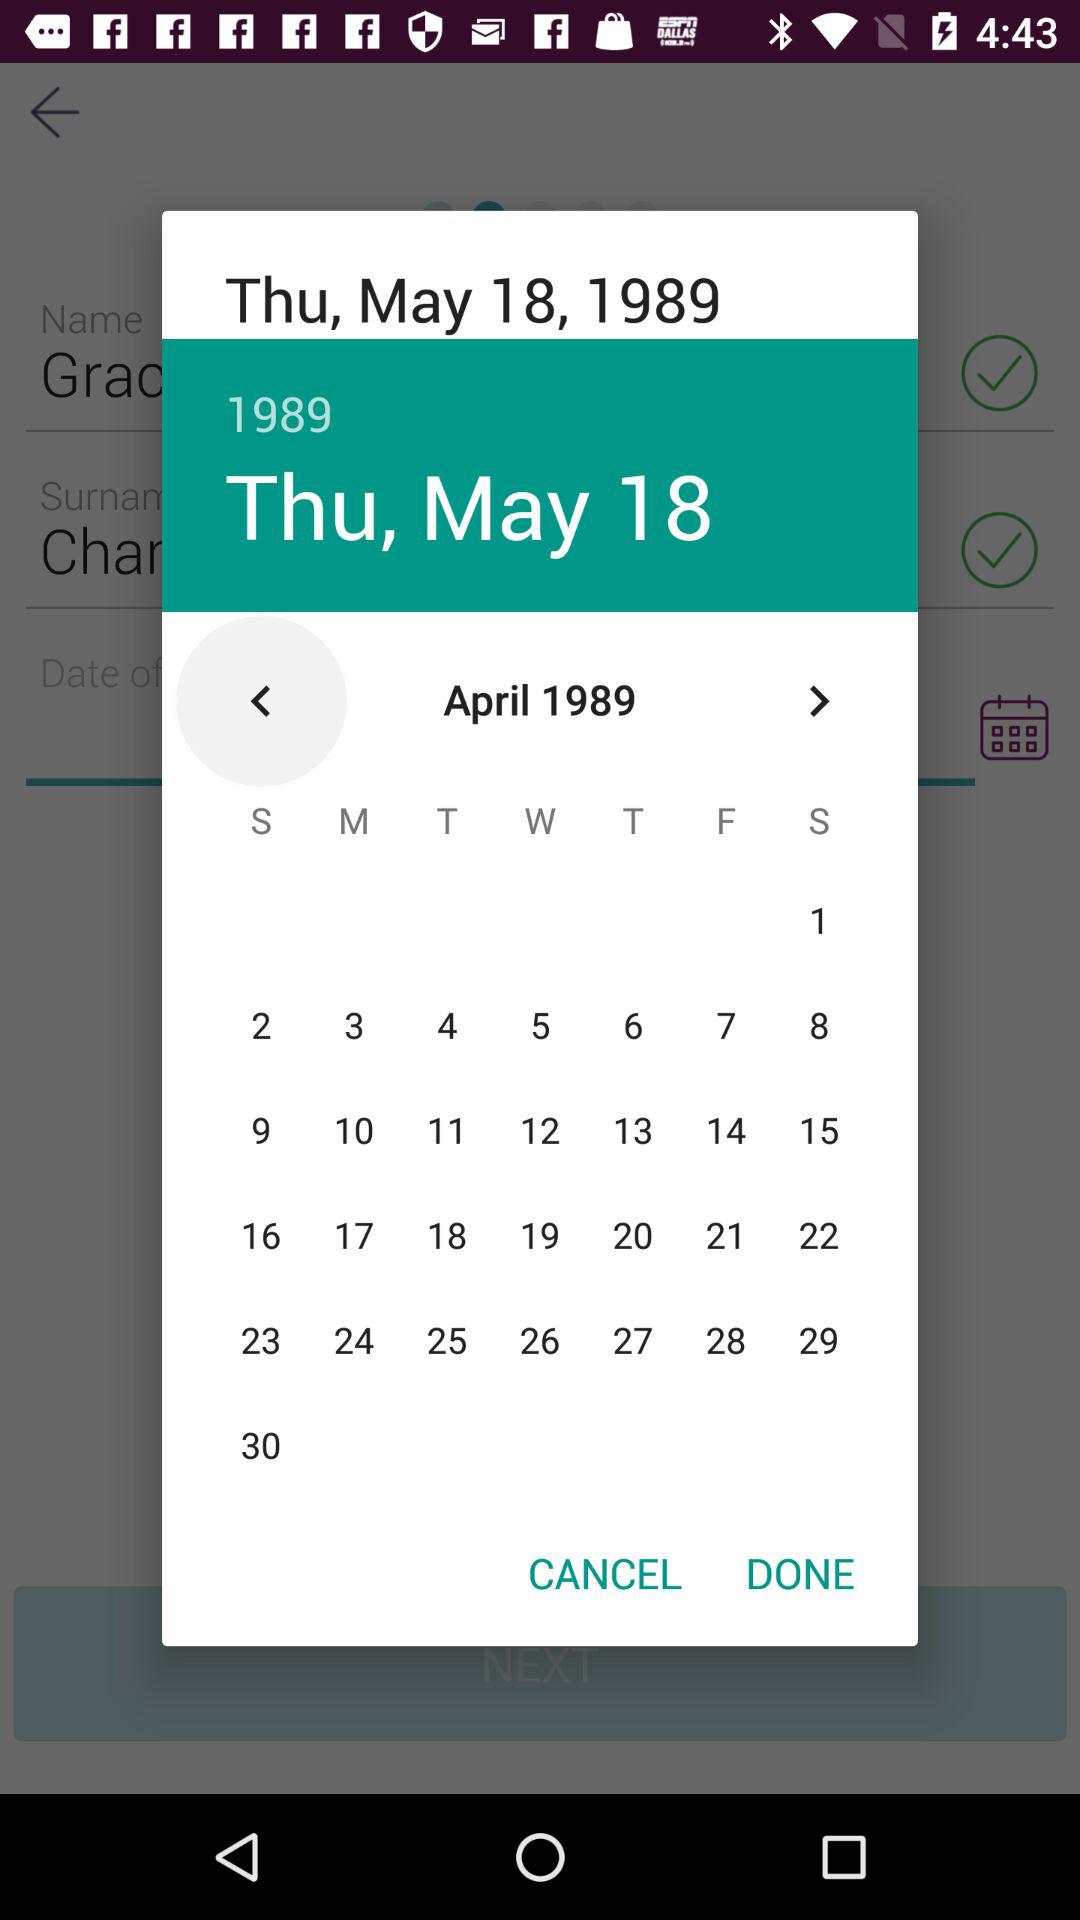 ESPN DALLAS 4:43
Name
Grac
Surnam
Char
Date of
Thu, May 18, 1989
1989
Thu, May 18
April 1989
S M T W T F S
1
2 3 4 5 6 7 8
9 10 11 12 13 14 15
16 17 18 19 20 21 22
23 24 25 26 27 28 29
30
CANCEL DONE
NEXT